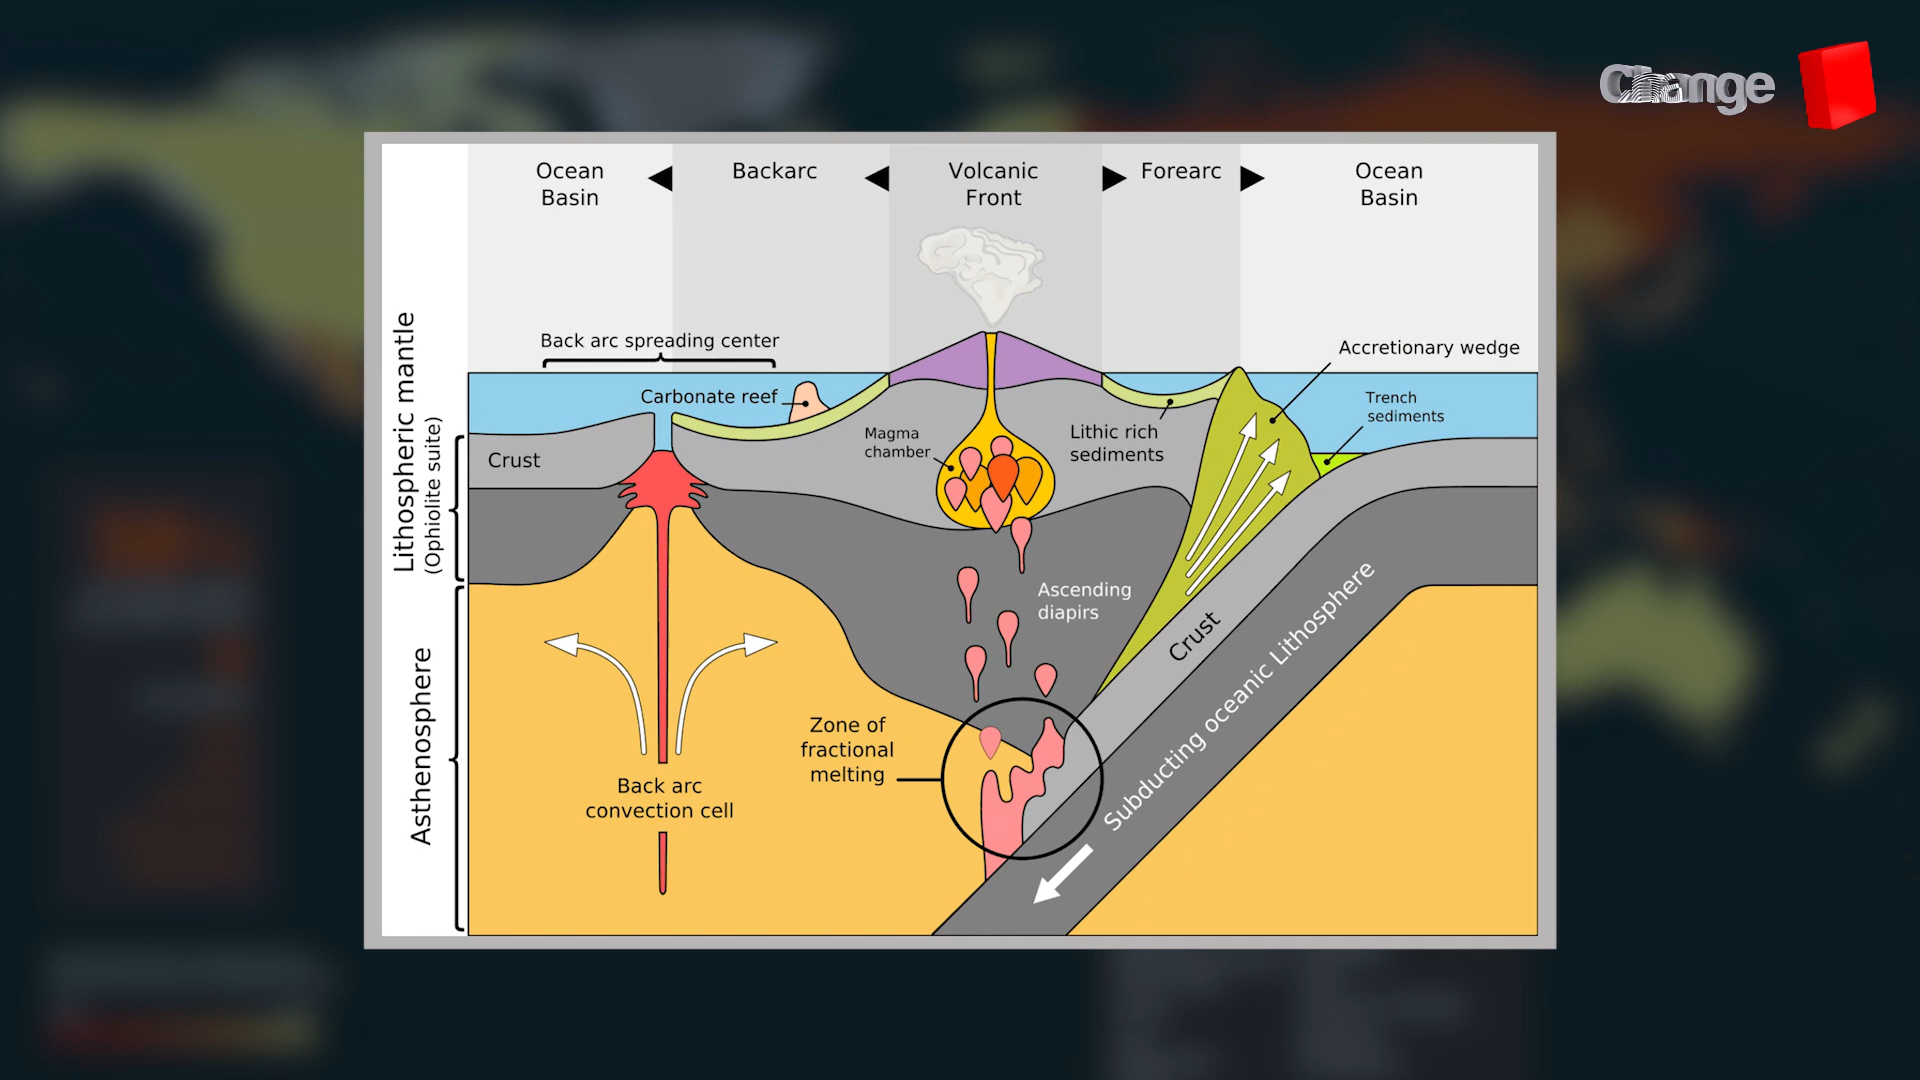 Change
Ocean
Basin
Backarc
Volcanic
Front
Forearc
Ocean
Basin
Back arc spreading center
Accretionary wedge
Carbonate reef
Trench
sediments
Magma
chamber
Lithic rich
sediments
Crust
Lithospheric mantle
(Ophiolite suite)
Ascending
diapirs
Crust
Subducting oceanic Lithosphere
Zone of
fractional
melting
Asthenosphere
Back arc
convection cell